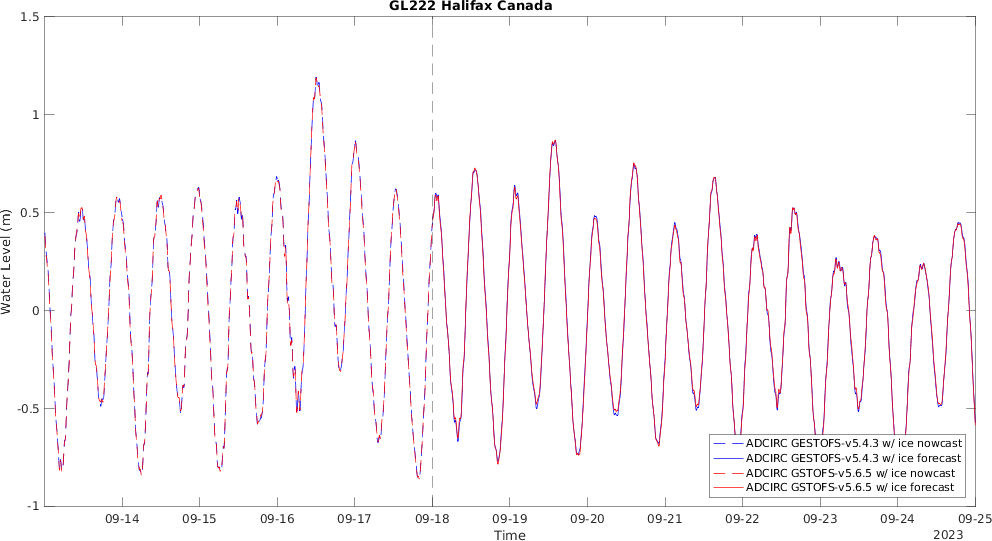 GL222 Halifax Canada
1.5
1
0.5
0
-0.5
-1
Water Level (m)
09-14 09-15 09-16 09-17 09-18 09-19 09-20 09-21 09-22 09-23 09-24 09-25
Time
2023
ADCIRC GESTOFS-v5.4.3 w/ ice nowcast
ADCIRC GESTOFS-v5.4.3 w/ ice forecast
ADCIRC GSTOFS-v5.6.5 w/ ice nowcast
ADCIRC GSTOFS-v5.6.5 w/ ice forecast